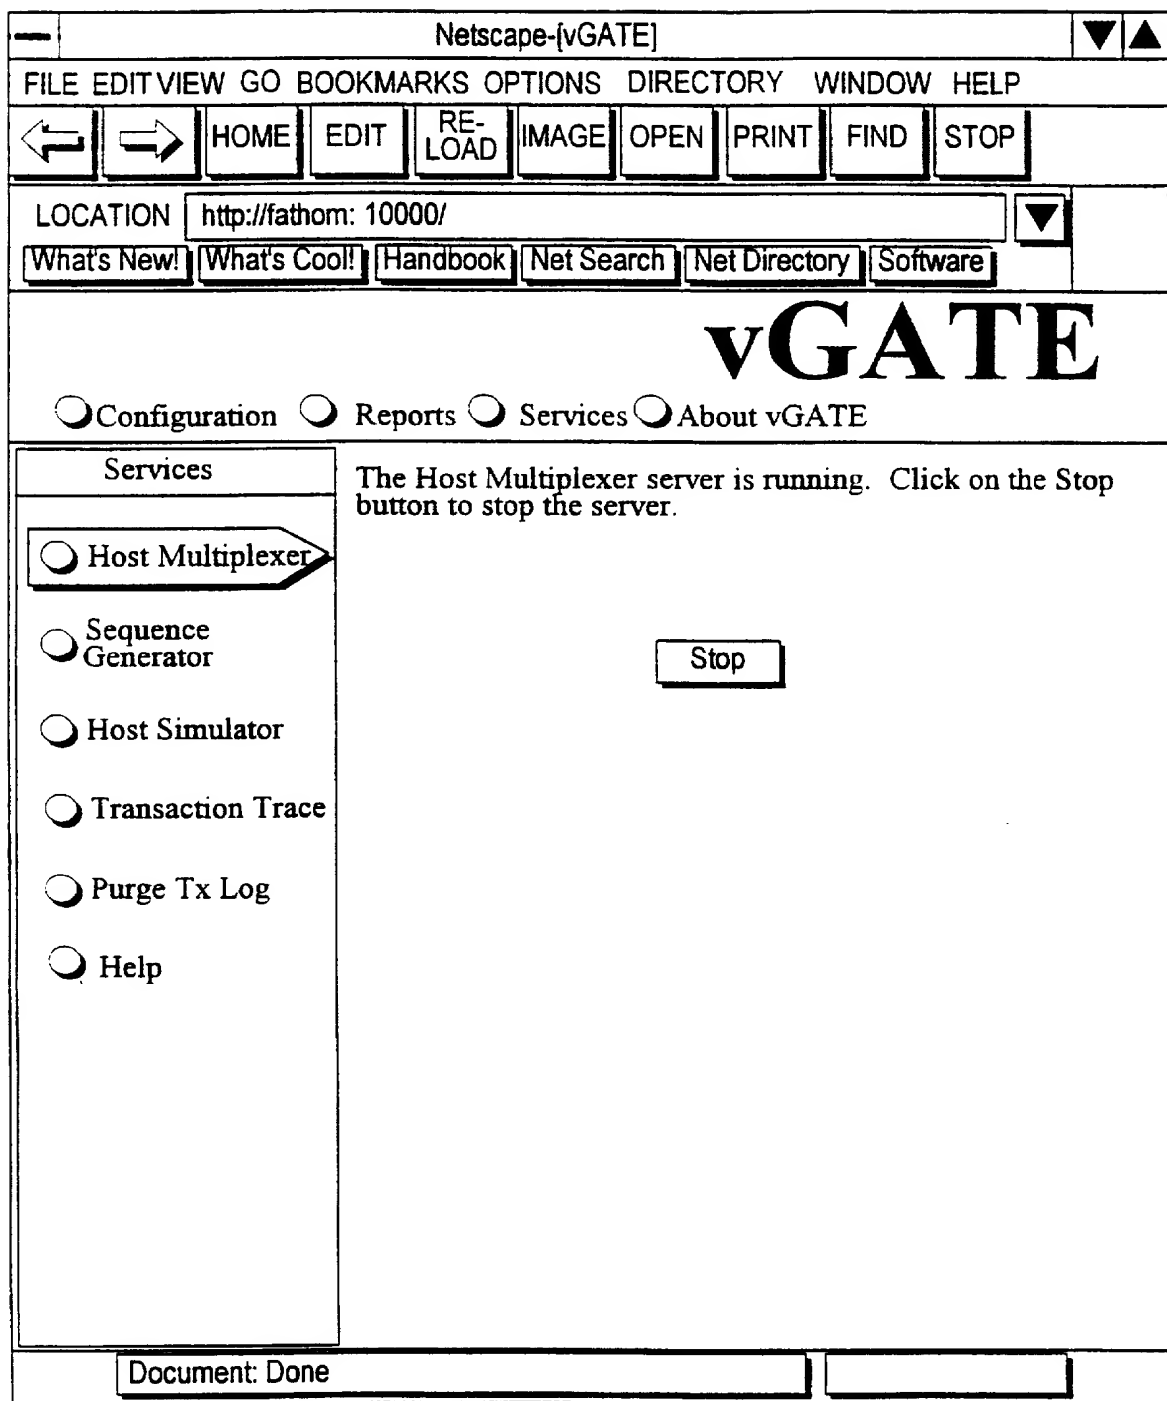 Netscape-[vGATE]
FILE EDIT VIEW GO BOOKMARKS OPTIONS DIRECTORY WINDOW HELP
HOME EDIT RE-LOAD IMAGE OPEN PRINT FIND STOP
LOCATION http://fathom: 10000/
What's New! What's Cool! Handbook Net Search Net Directory Software
vGATE
Configuration Reports Services About vGATE
Services
The Host Multiplexer server is running. Click on the Stop
button to stop the server.
Host Multiplexer
Sequence
Generator
Stop
Host Simulator
Transaction Trace
Purge Tx Log
Help
Document: Done